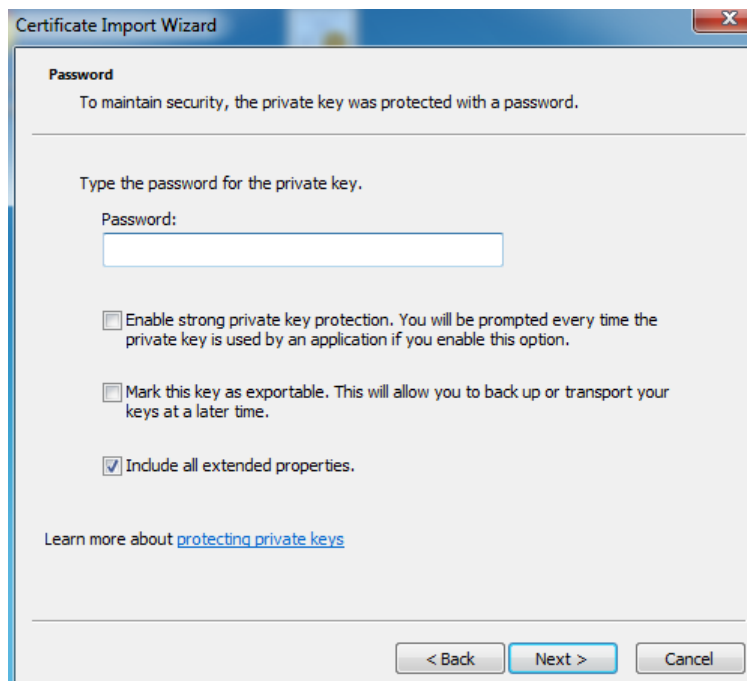 Certificate Import Wizard
Password
To maintain security, the private key was protected with a password.
Type the password for the private key.
Password:
Enable strong private key protection. You will be prompted every time the
private key is used by an application if you enable this option.
Mark this key as exportable. This will allow you to back up or transport your
keys at a later time.
Include all extended properties.
Learn more about protecting private keys
< Back Next > Cancel